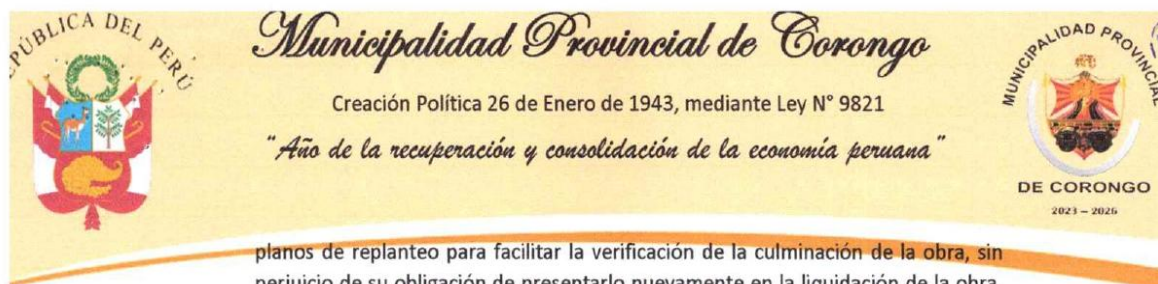 REPÚBLICA DEL PERÚ
Municipalidad Provincial de Corongo
Creación Política 26 de Enero de 1943, mediante Ley N° 9821
"Año de la recuperación y consolidación de la economía peruana"
MUNICIPALIDAD PROVINCIAL
DE CORONGO
2023 – 2026
planos de replanteo para facilitar la verificación de la culminación de la obra, sin
perjuicio de su obligación de presentarlo nuevamente en la liquidación de la obra.